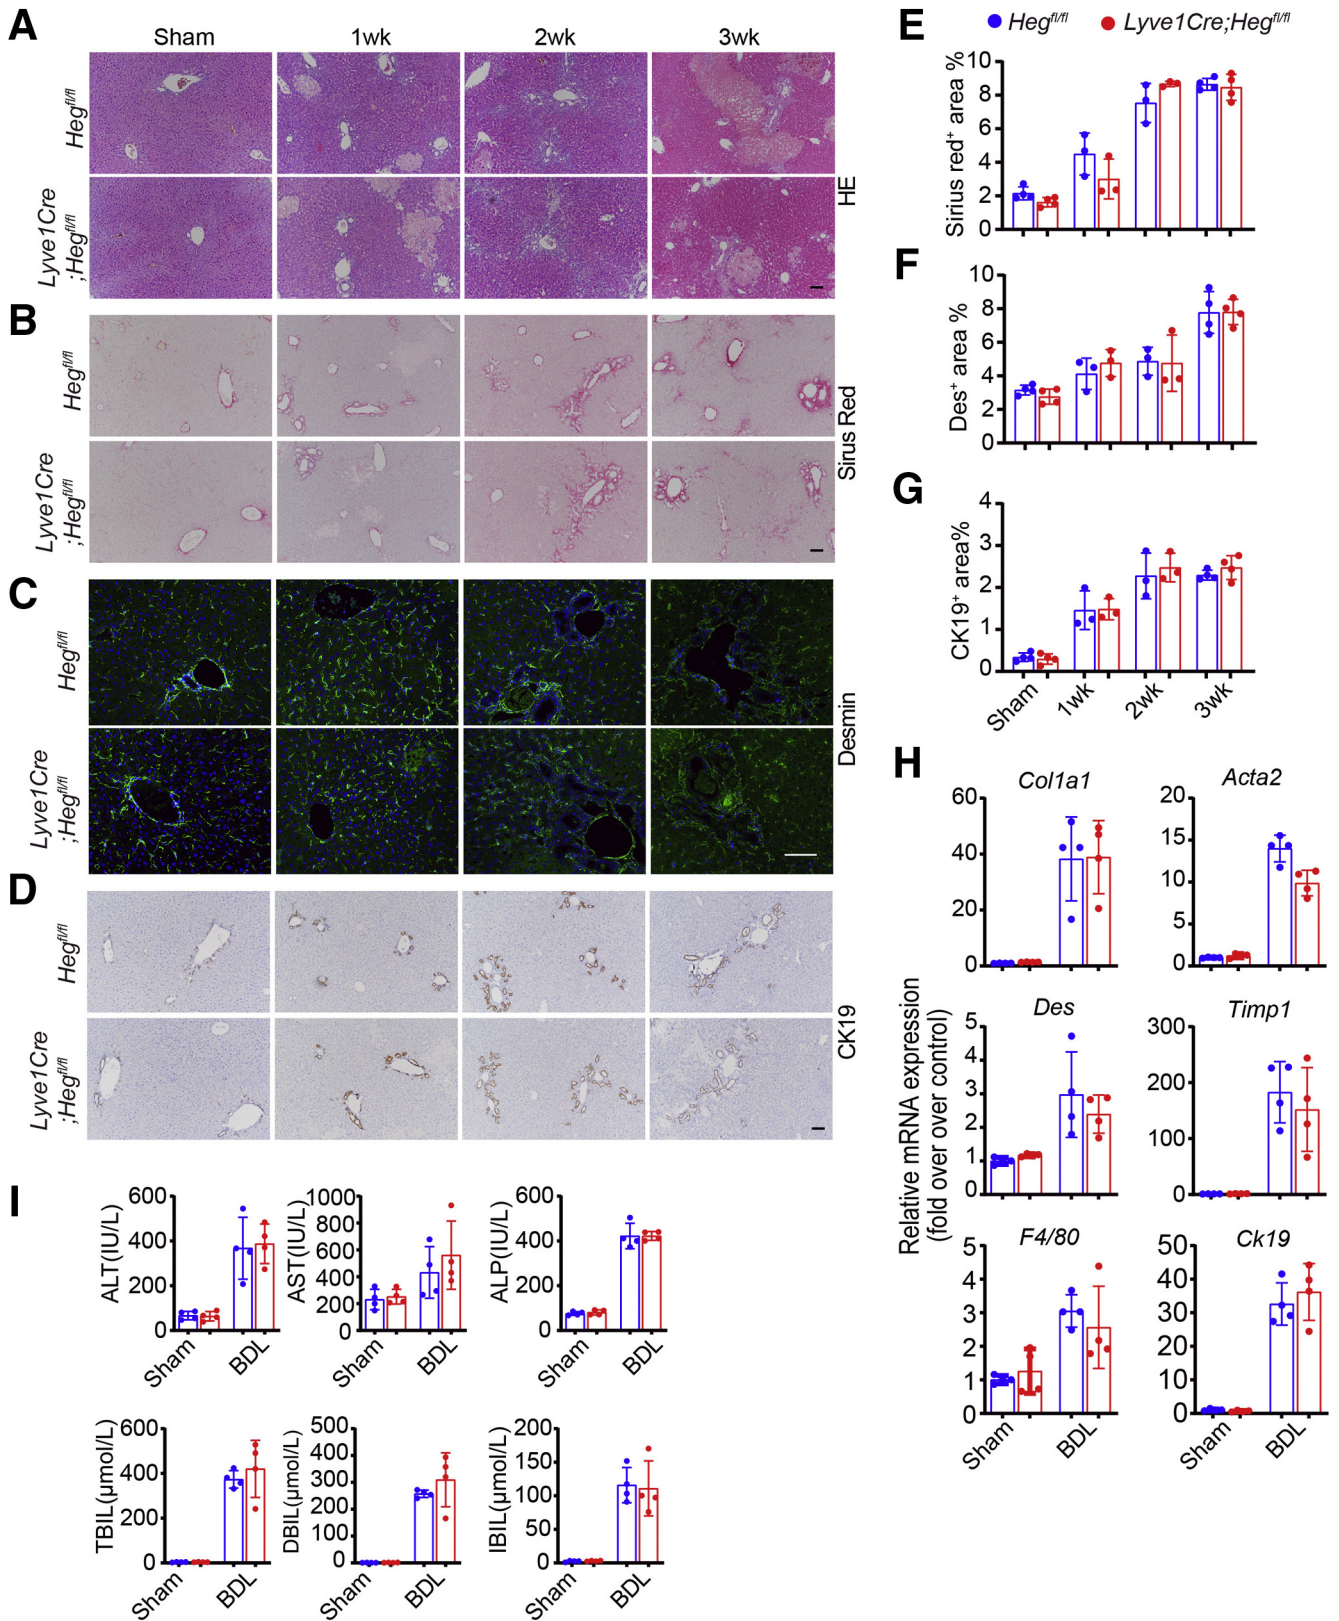 A
Sham
1wk
2wk
3wk
Heg^fl/fl
Lyve1Cre
;Heg^fl/fl
HE
B
Heg^fl/fl
Lyve1Cre
;Heg^fl/fl
Sirus Red
C
Heg^fl/fl
Lyve1Cre
;Heg^fl/fl
Desmin
D
Heg^fl/fl
Lyve1Cre
;Heg^fl/fl
CK19
Heg^fl/fl
Lyve1Cre;Heg^fl/fl
E
Sirius red⁺ area %
10
8
6
4
2
0
F
Des⁺ area %
10
8
6
4
2
0
G
CK19⁺ area%
4
3
2
1
0
Sham
1wk
2wk
3wk
H
Relative mRNA expression
(fold over over control)
Col1a1
60
40
20
0
Acta2
20
15
10
5
0
Des
5
4
3
2
1
0
Timp1
300
200
100
0
F4/80
5
4
3
2
1
0
Sham
BDL
Ck19
50
40
30
20
10
0
Sham
BDL
I
ALT(IU/L)
600
400
200
0
Sham
BDL
AST(IU/L)
1000
800
600
400
200
0
Sham
BDL
ALP(IU/L)
600
400
200
0
Sham
BDL
TBIL(μmol/L)
600
400
200
0
Sham
BDL
DBIL(μmol/L)
500
400
300
200
100
0
Sham
BDL
IBIL(μmol/L)
200
150
100
50
0
Sham
BDL